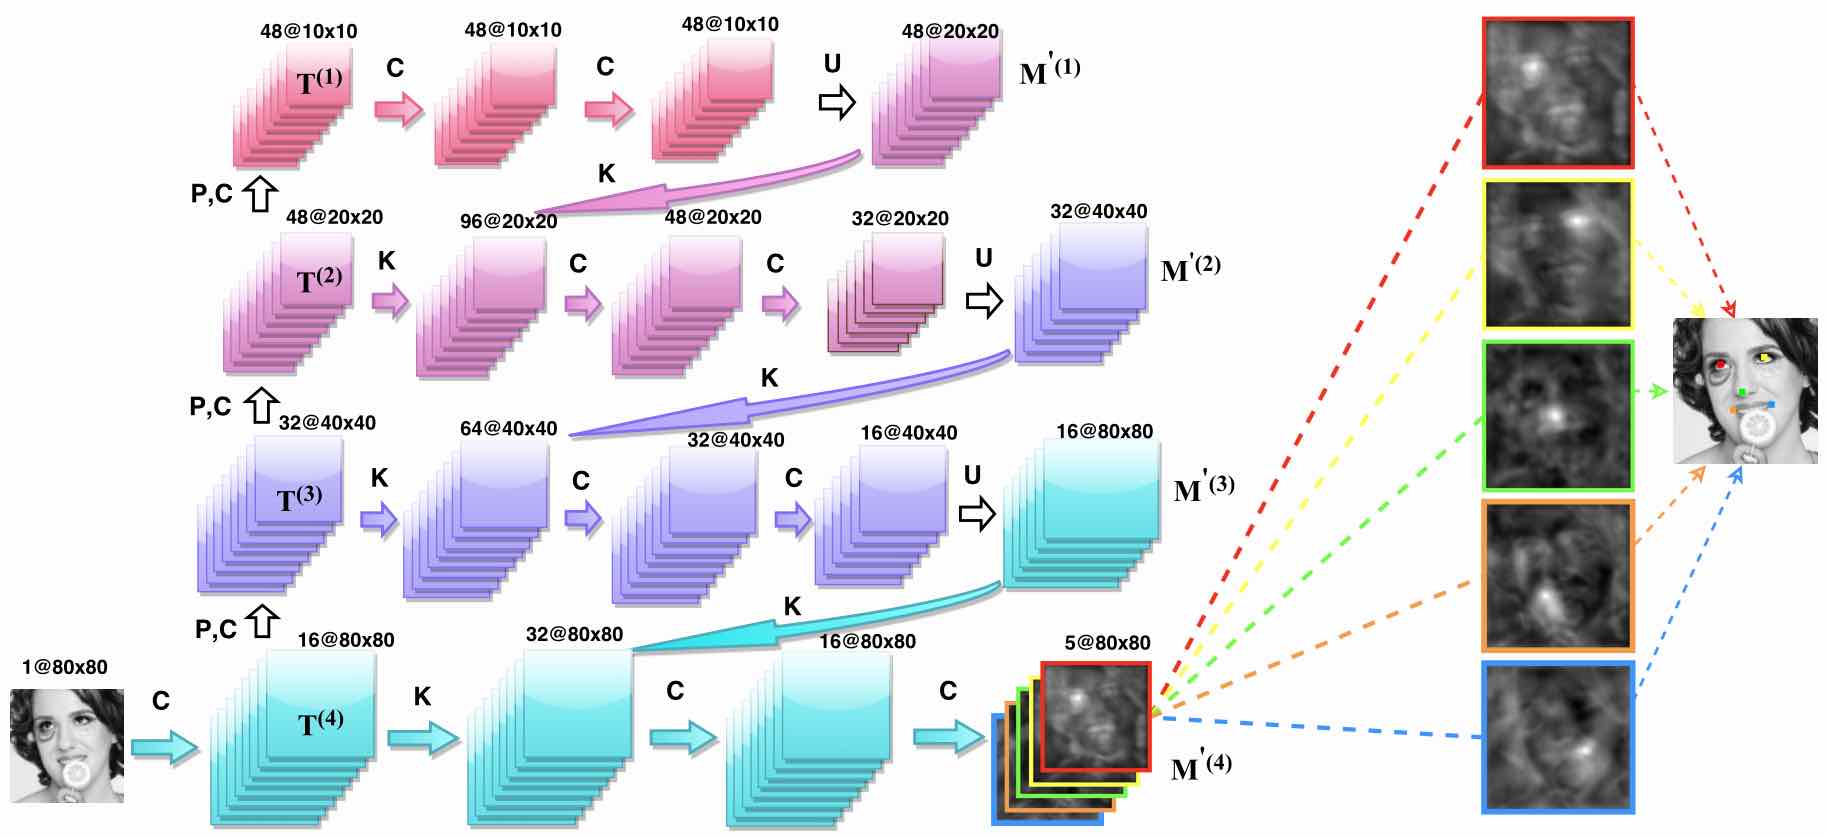 48@10x10 48@10x10 48@10x10 48@20x20
T(1) C C U M'(1)
K
P,C
48@20x20 96@20x20 48@20x20 32@20x20 32@40x40
T(2) K C C U M'(2)
K
P,C
32@40x40 64@40x40 32@40x40 16@40x40 16@80x80
T(3) K C C U M'(3)
K
P,C
1@80x80 16@80x80 32@80x80 16@80x80 5@80x80
C T(4) K C C M'(4)